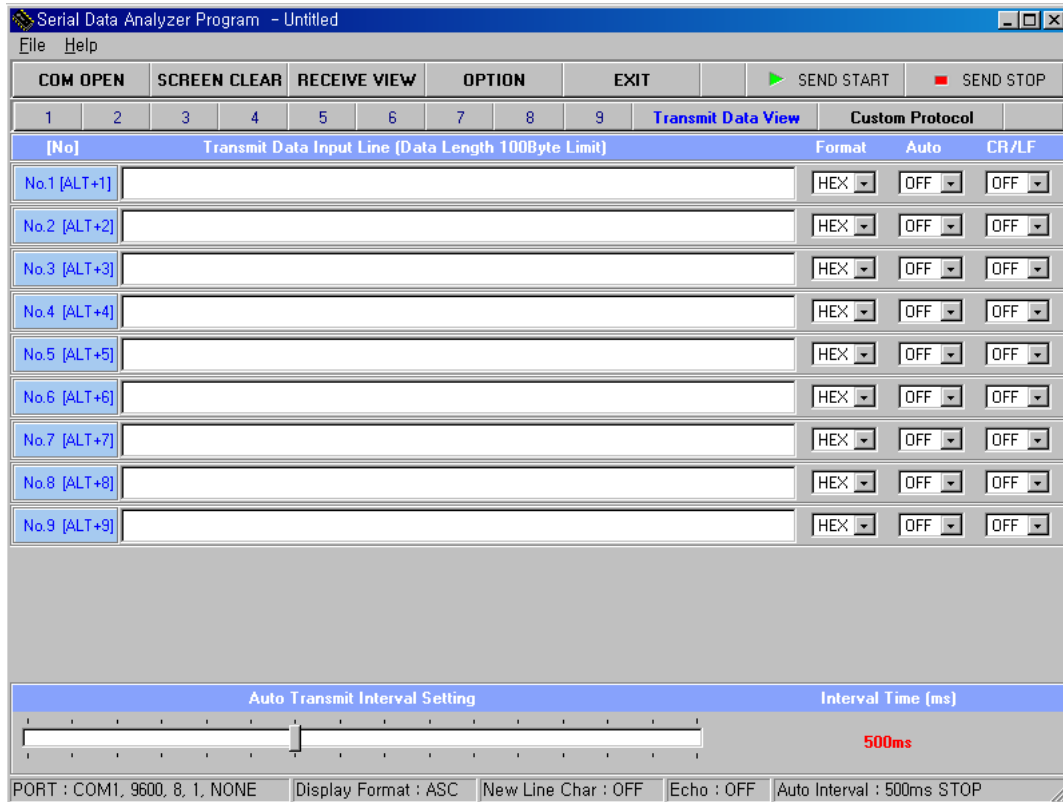 Serial Data Analyzer Program - Untitled
File Help
COM OPEN SCREEN CLEAR RECEIVE VIEW OPTION EXIT SEND START SEND STOP
1 2 3 4 5 6 7 8 9 Transmit Data View Custom Protocol
[No] Transmit Data Input Line (Data Length 100Byte Limit) Format Auto CR/LF
No.1 [ALT+1] HEX OFF OFF
No.2 [ALT+2] HEX OFF OFF
No.3 [ALT+3] HEX OFF OFF
No.4 [ALT+4] HEX OFF OFF
No.5 [ALT+5] HEX OFF OFF
No.6 [ALT+6] HEX OFF OFF
No.7 [ALT+7] HEX OFF OFF
No.8 [ALT+8] HEX OFF OFF
No.9 [ALT+9] HEX OFF OFF
Auto Transmit Interval Setting Interval Time (ms)
500ms
PORT : COM1, 9600, 8, 1, NONE Display Format : ASC New Line Char : OFF Echo : OFF Auto Interval : 500ms STOP